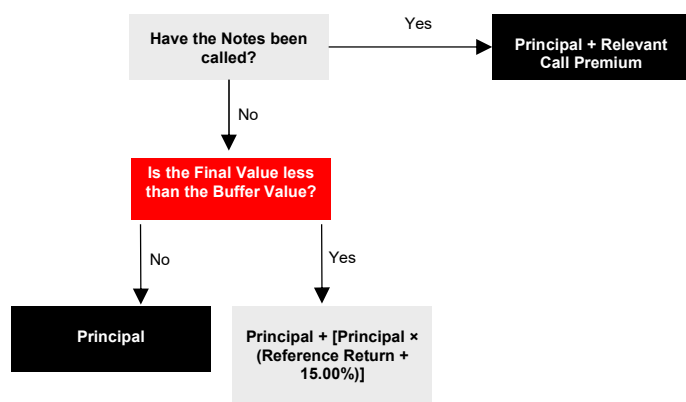 Have the Notes been
called?
Yes
Principal + Relevant
Call Premium
No
Is the Final Value less
than the Buffer Value?
No
Yes
Principal
Principal + [Principal ×
(Reference Return +
15.00%)]